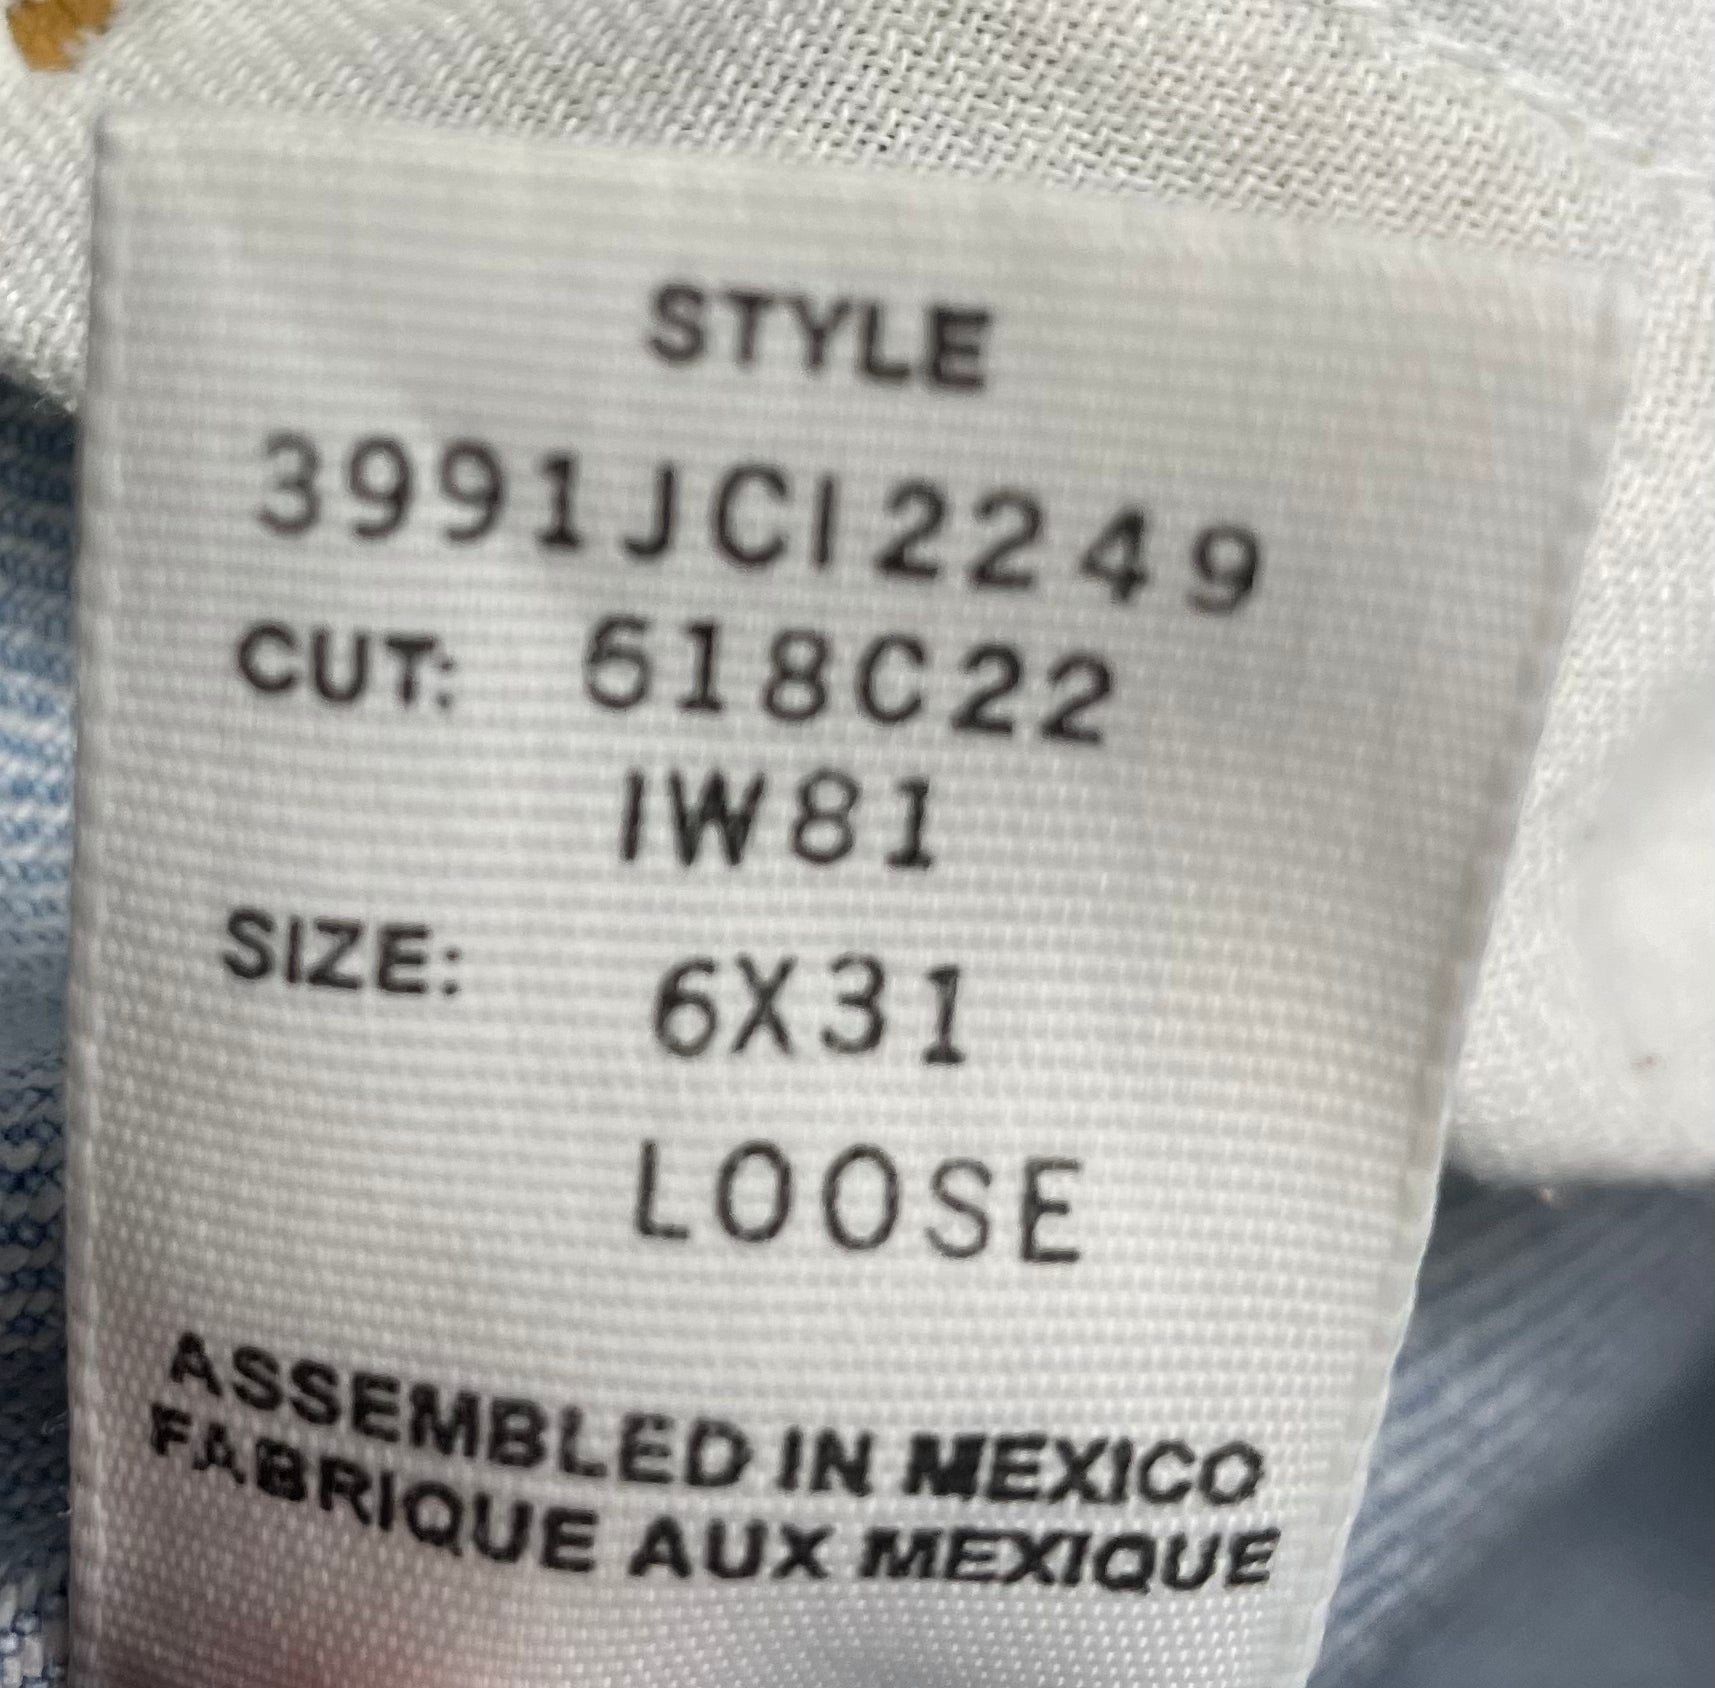 STYLE
3991JCI2249
CUT: 618C22
IW81
SIZE: 6X31
LOOSE
ASSEMBLED IN MEXICO
FABRIQUE AUX MEXIQUE